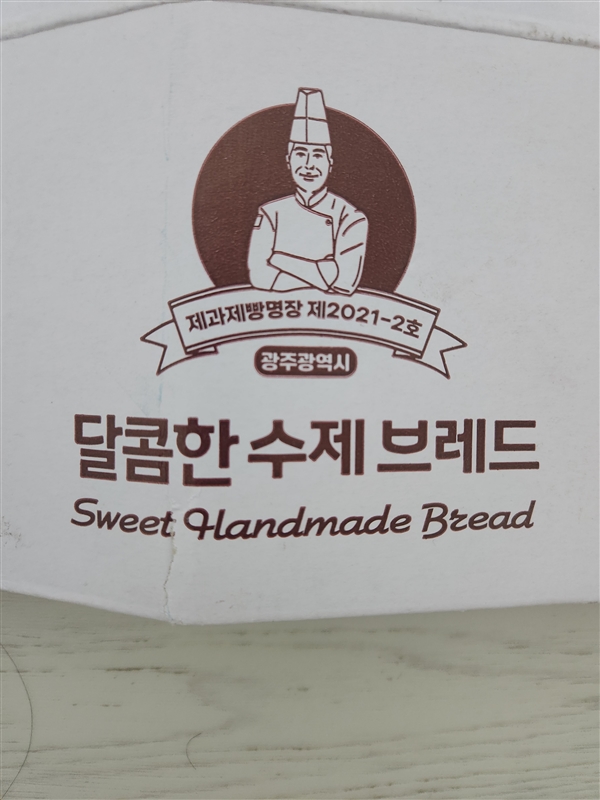 제과제빵명장 제2021-2호
광주광역시
달콤한 수제 브레드
Sweet Handmade Bread